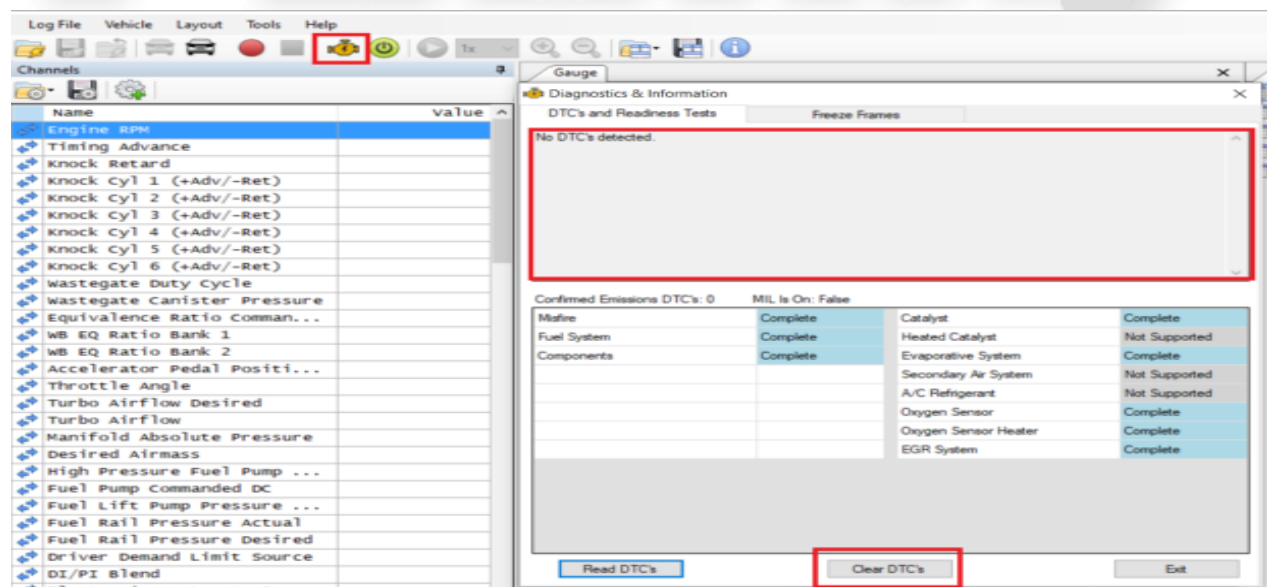 Log File Vehicle Layout Tools Help
1x
Channels
Name Value
Engine RPM
Timing Advance
Knock Retard
Knock Cyl 1 (+Adv/-Ret)
Knock Cyl 2 (+Adv/-Ret)
Knock Cyl 3 (+Adv/-Ret)
Knock Cyl 4 (+Adv/-Ret)
Knock Cyl 5 (+Adv/-Ret)
Knock Cyl 6 (+Adv/-Ret)
Wastegate Duty Cycle
Wastegate Canister Pressure
Equivalence Ratio Comman...
WB EQ Ratio Bank 1
WB EQ Ratio Bank 2
Accelerator Pedal Positi...
Throttle Angle
Turbo Airflow Desired
Turbo Airflow
Manifold Absolute Pressure
Desired Airmass
High Pressure Fuel Pump ...
Fuel Pump Commanded DC
Fuel Lift Pump Pressure ...
Fuel Rail Pressure Actual
Fuel Rail Pressure Desired
Driver Demand Limit Source
DI/PI Blend
Gauge
Diagnostics & Information
DTC's and Readiness Tests Freeze Frames
No DTC's detected.
Confirmed Emissions DTC's: 0 MIL Is On: False
Misfire Complete Catalyst Complete
Fuel System Complete Heated Catalyst Not Supported
Components Complete Evaporative System Complete
Secondary Air System Not Supported
A/C Refrigerant Not Supported
Oxygen Sensor Complete
Oxygen Sensor Heater Complete
EGR System Complete
Read DTC's Clear DTC's Exit